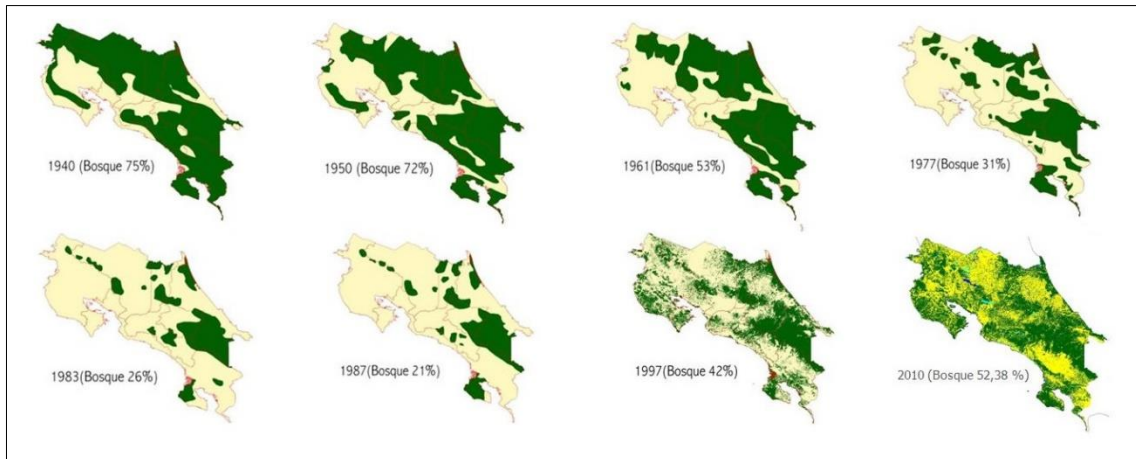 1940 (Bosque 75%)
1950 (Bosque 72%)
1961(Bosque 53%)
1977(Bosque 31%)
1983(Bosque 26%)
1987(Bosque 21%)
1997(Bosque 42%)
2010 (Bosque 52,38 %)